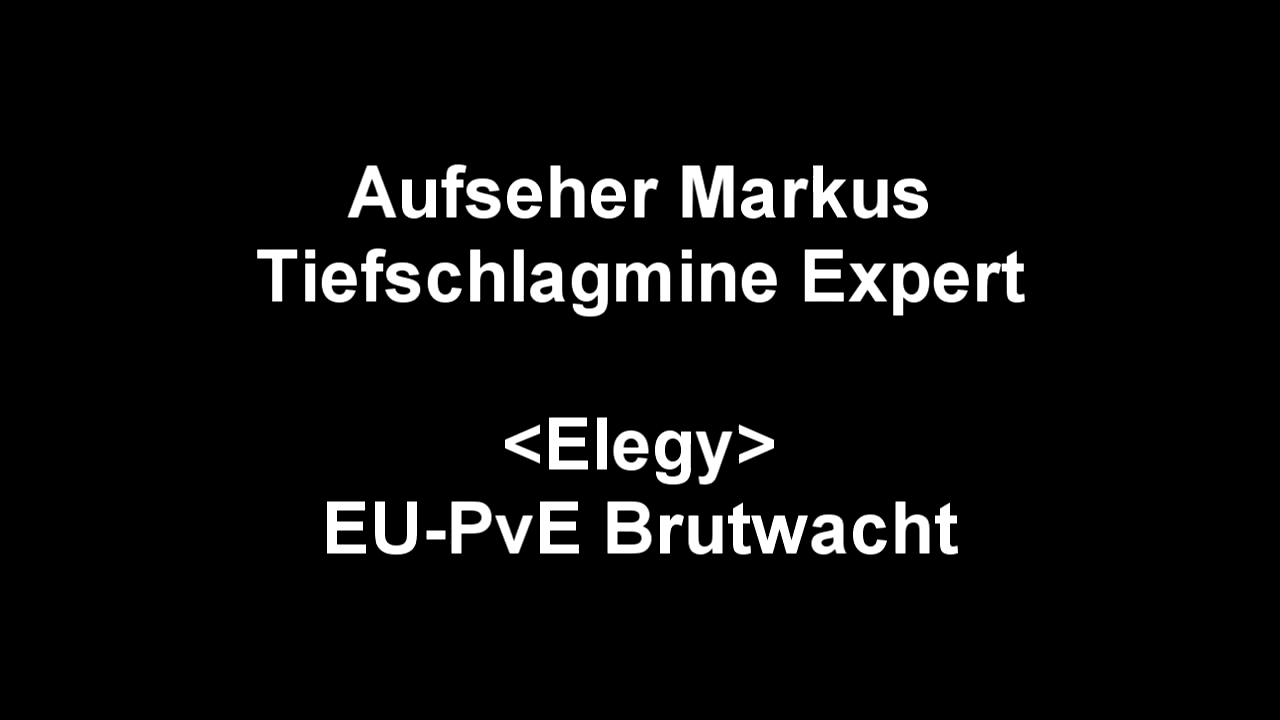 Aufseher Markus
Tiefschlagmine Expert
<Elegy>
EU-PvE Brutwacht